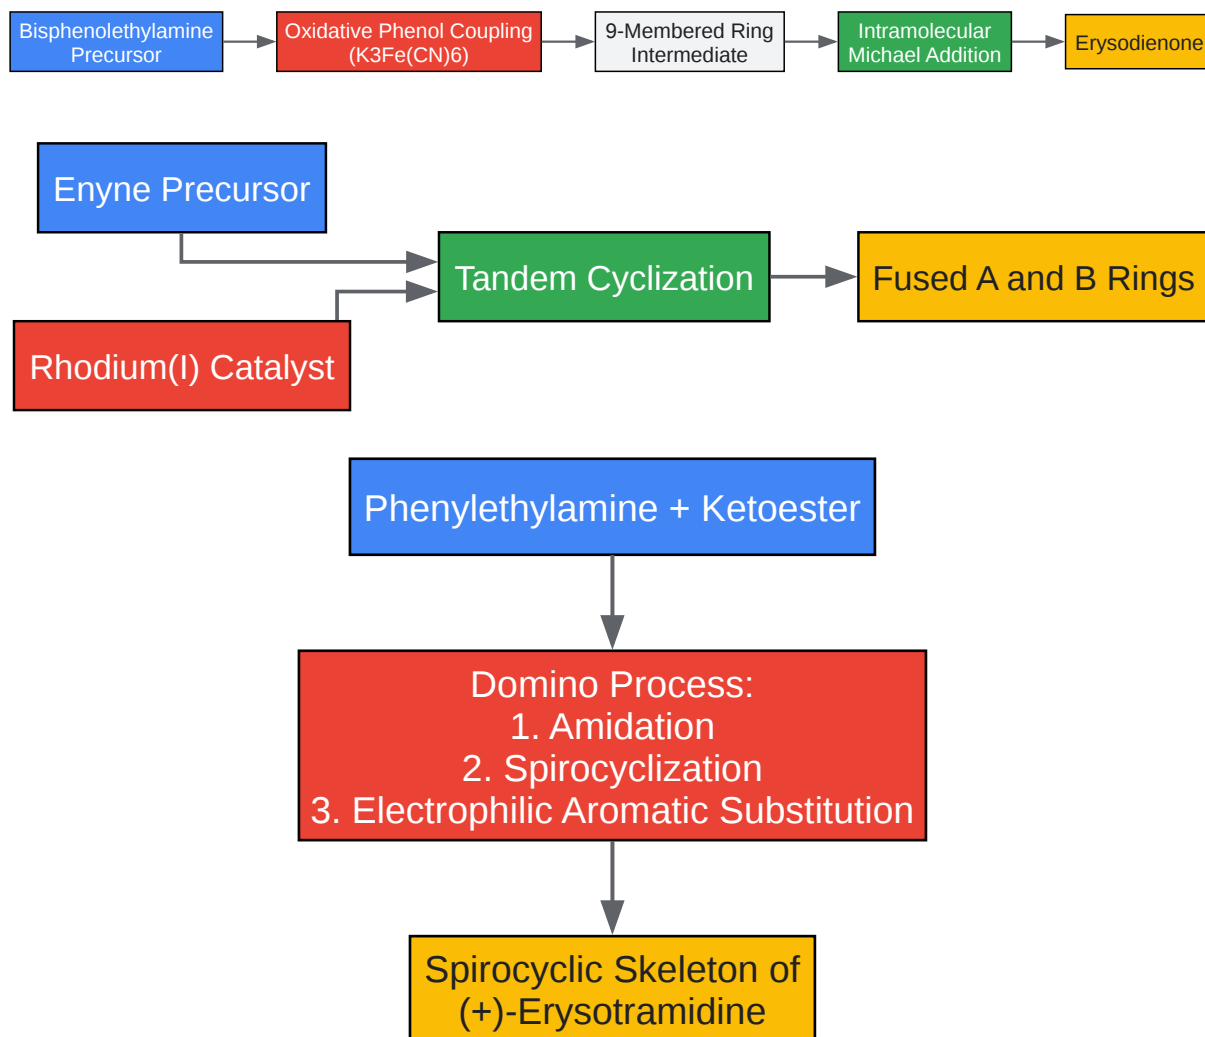 Bisphenolethylamine
Precursor
Oxidative Phenol Coupling
(K3Fe(CN)6)
9-Membered Ring
Intermediate
Intramolecular
Michael Addition
Erysodienone
Enyne Precursor
Tandem Cyclization
Fused A and B Rings
Rhodium(I) Catalyst
Phenylethylamine + Ketoester
Domino Process:
1. Amidation
2. Spirocyclization
3. Electrophilic Aromatic Substitution
Spirocyclic Skeleton of
(+)-Erysotramidine